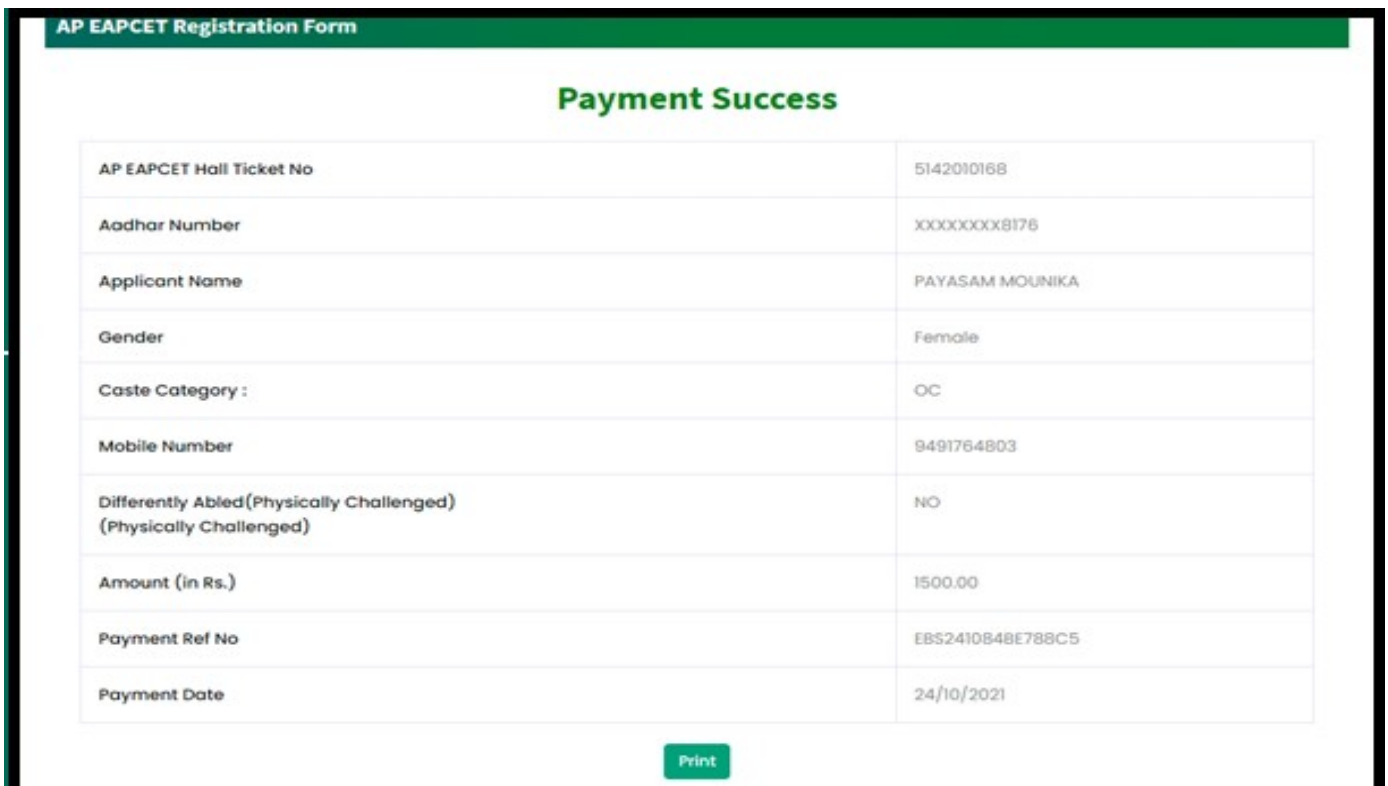 AP EAPCET Registration Form
Payment Success
AP EAPCET Hall Ticket No 5142010168
Aadhar Number XXXXXXXX8176
Applicant Name PAYASAM MOUNIKA
Gender Female
Caste Category : OC
Mobile Number 9491764803
Differently Abled(Physically Challenged) NO
(Physically Challenged)
Amount (in Rs.) 1500.00
Payment Ref No EBS241084BE788C5
Payment Date 24/10/2021
Print